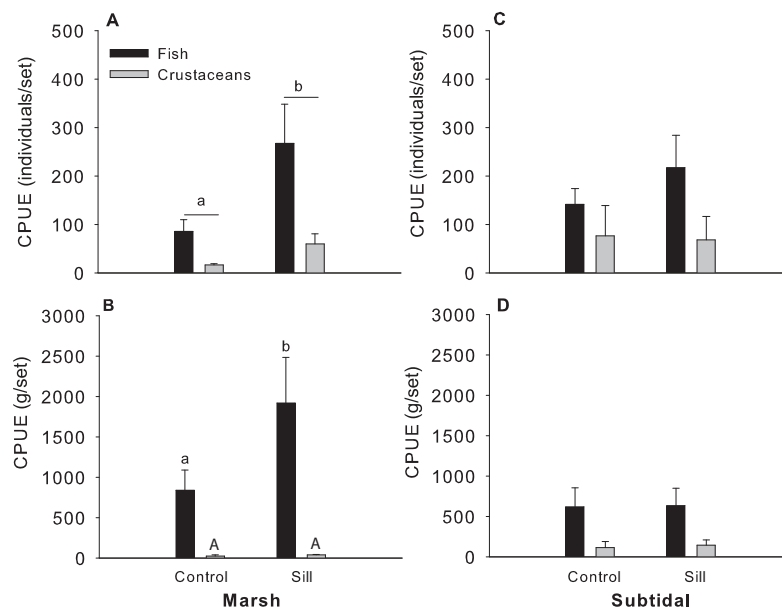 A
CPUE (individuals/set)
500
400
300
200
100
0
Fish
Crustaceans
a
b
C
CPUE (individuals/set)
500
400
300
200
100
0
B
CPUE (g/set)
3000
2500
2000
1500
1000
500
0
a
A
b
A
Control
Sill
Marsh
D
CPUE (g/set)
3000
2500
2000
1500
1000
500
0
Control
Sill
Subtidal